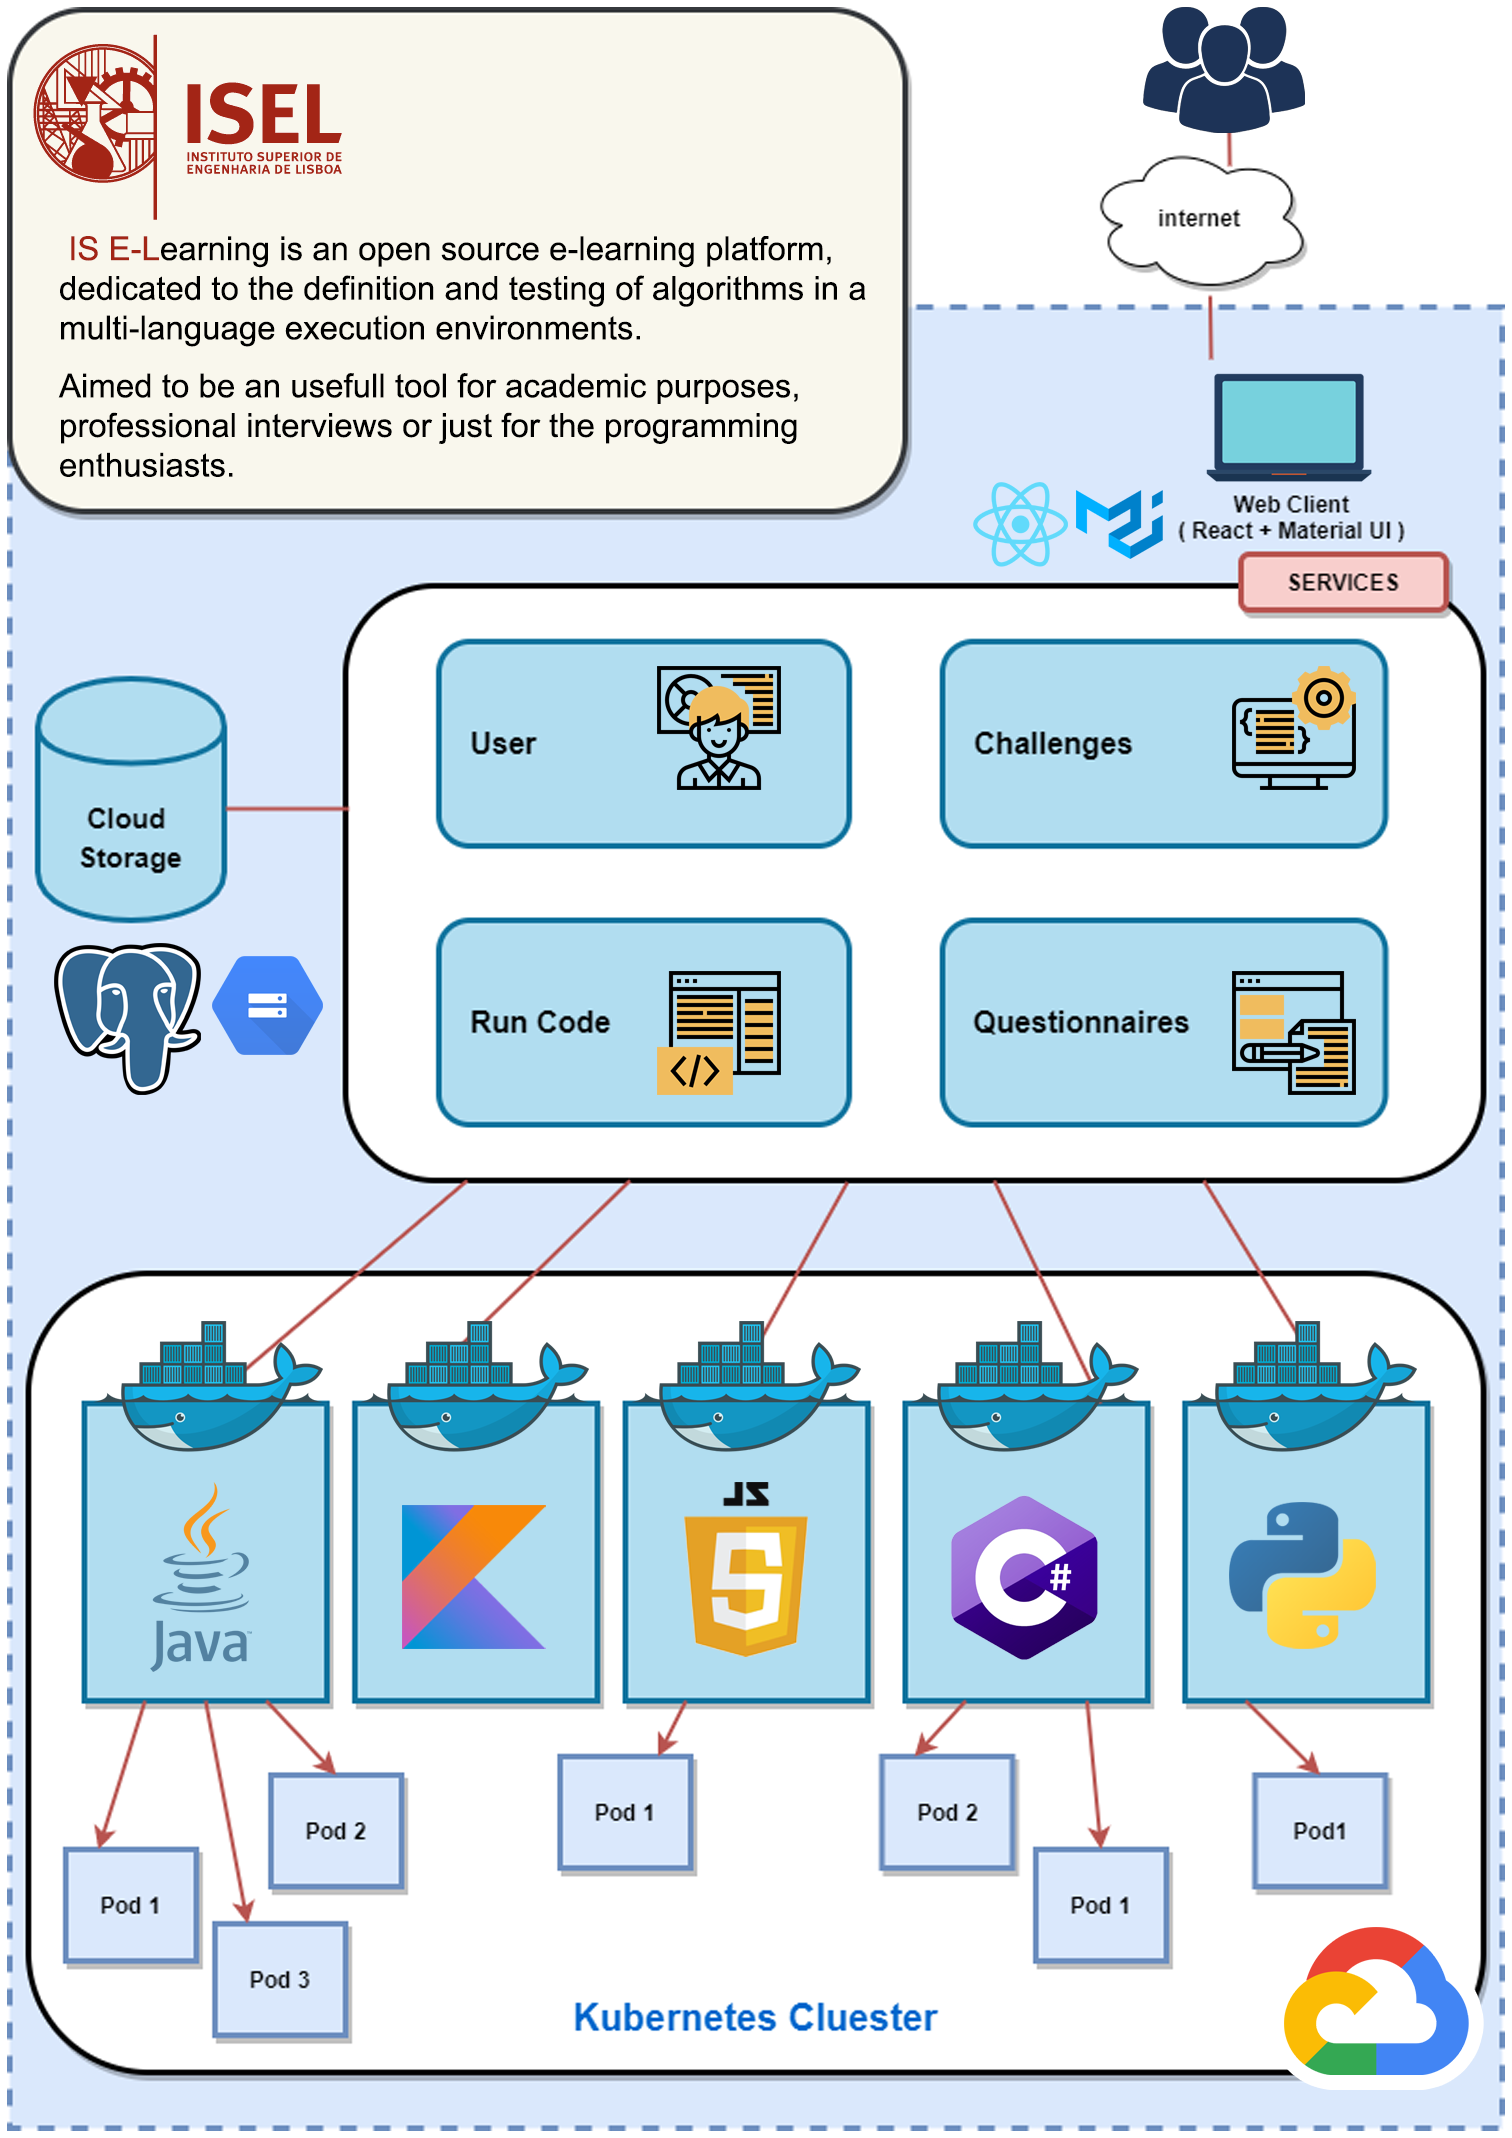 ISEL
INSTITUTO SUPERIOR DE
ENGENHARIA DE LISBOA
IS E-Learning is an open source e-learning platform,
dedicated to the definition and testing of algorithms in a
multi-language execution environments.
Aimed to be an usefull tool for academic purposes,
professional interviews or just for the programming
enthusiasts.
internet
Web Client
( React + Material UI )
SERVICES
User
Challenges
Cloud
Storage
Run Code
</>
Questionnaires
Java™
JS
5
C#
Pod 1
Pod 2
Pod 3
Pod 1
Pod 2
Pod 1
Pod1
Kubernetes Cluester